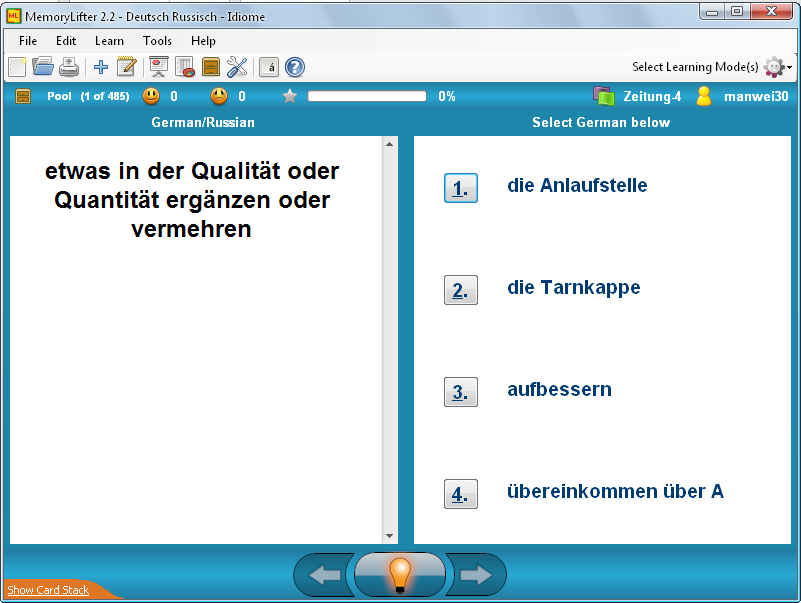 MemoryLifter 2.2 - Deutsch Russisch - Idiome
File Edit Learn Tools Help
á ? Select Learning Mode(s)
Pool (1 of 485) 0 0 0% Zeitung-4 manwei30
German/Russian
Select German below
etwas in der Qualität oder
Quantität ergänzen oder
vermehren
1. die Anlaufstelle
2. die Tarnkappe
3. aufbessern
4. übereinkommen über A
Show Card Stack